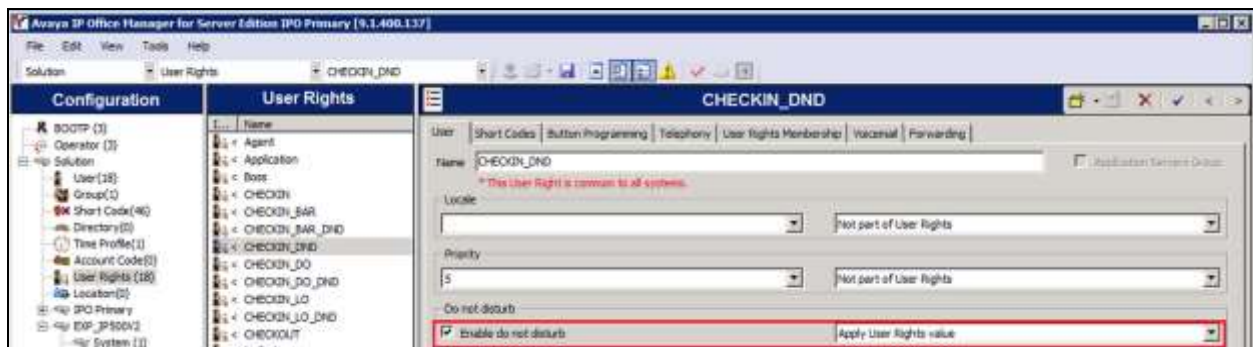 Avaya IP Office Manager for Server Edition IPO Primary [9.1.400.137]
File Edit View Tools Help
Solution User Rights CHECKIN_DND
Configuration
BOOTP (3)
Operator (3)
Solution
User(18)
Group(1)
Short Code(46)
Directory(0)
Time Profile(1)
Account Code(0)
User Rights (18)
Location(0)
IPO Primary
EXP_IP500V2
System (1)
User Rights
Name
Agent
Application
Boss
CHECKIN
CHECKIN_BAR
CHECKIN_BAR_DND
CHECKIN_DND
CHECKIN_DO
CHECKIN_DO_DND
CHECKIN_LO
CHECKIN_LO_DND
CHECKOUT
CHECKIN_DND
User Short Codes Button Programming Telephony User Rights Membership Voicemail Forwarding
Name CHECKIN_DND
* This User Right is common to all systems.
Locale
Not part of User Rights
Priority
5 Not part of User Rights
Do not disturb
Enable do not disturb Apply User Rights value